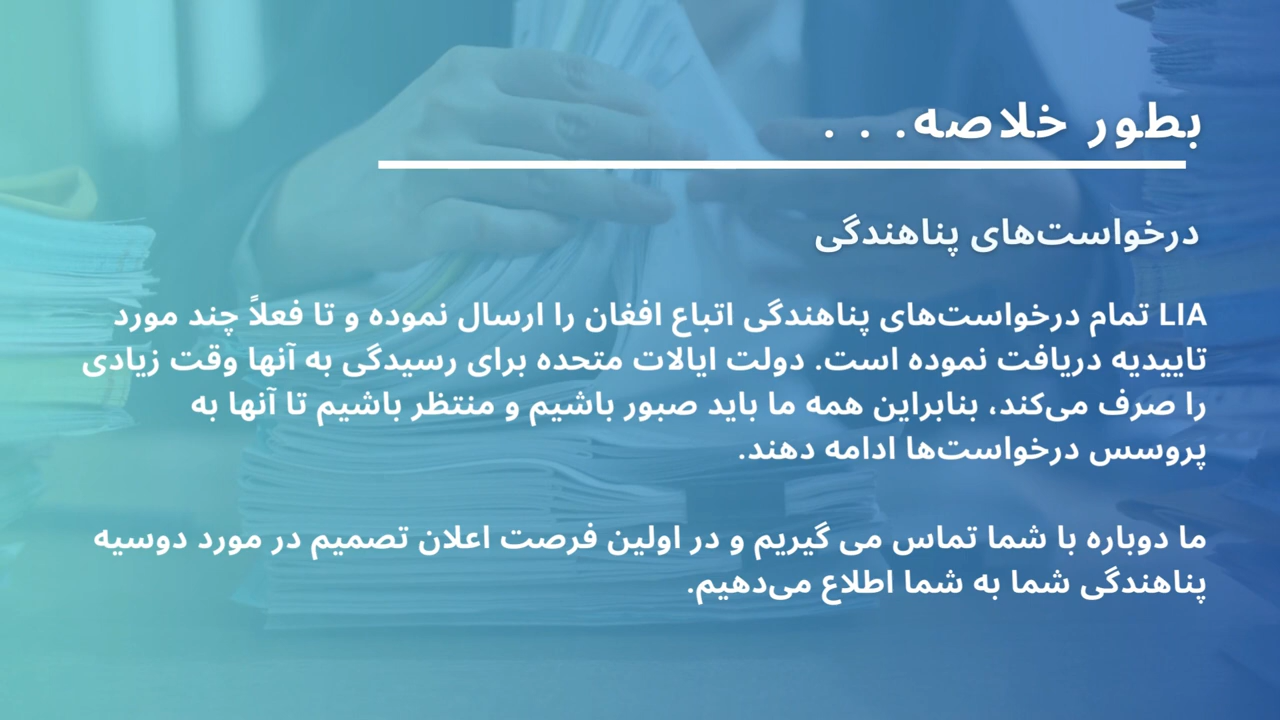 بطور خلاصه. . .
درخواست‌های پناهندگی
LIA تمام درخواست‌های پناهندگی اتباع افغان را ارسال نموده و تا فعلاً چند مورد
تاییدیه دریافت نموده است. دولت ایالات متحده برای رسیدگی به آنها وقت زیادی
را صرف می‌کند، بنابراین همه ما باید صبور باشیم و منتظر باشیم تا آنها به
پروسس درخواست‌ها ادامه دهند.
ما دوباره با شما تماس می گیریم و در اولین فرصت اعلان تصمیم در مورد دوسیه
پناهندگی شما به شما اطلاع می‌دهیم.